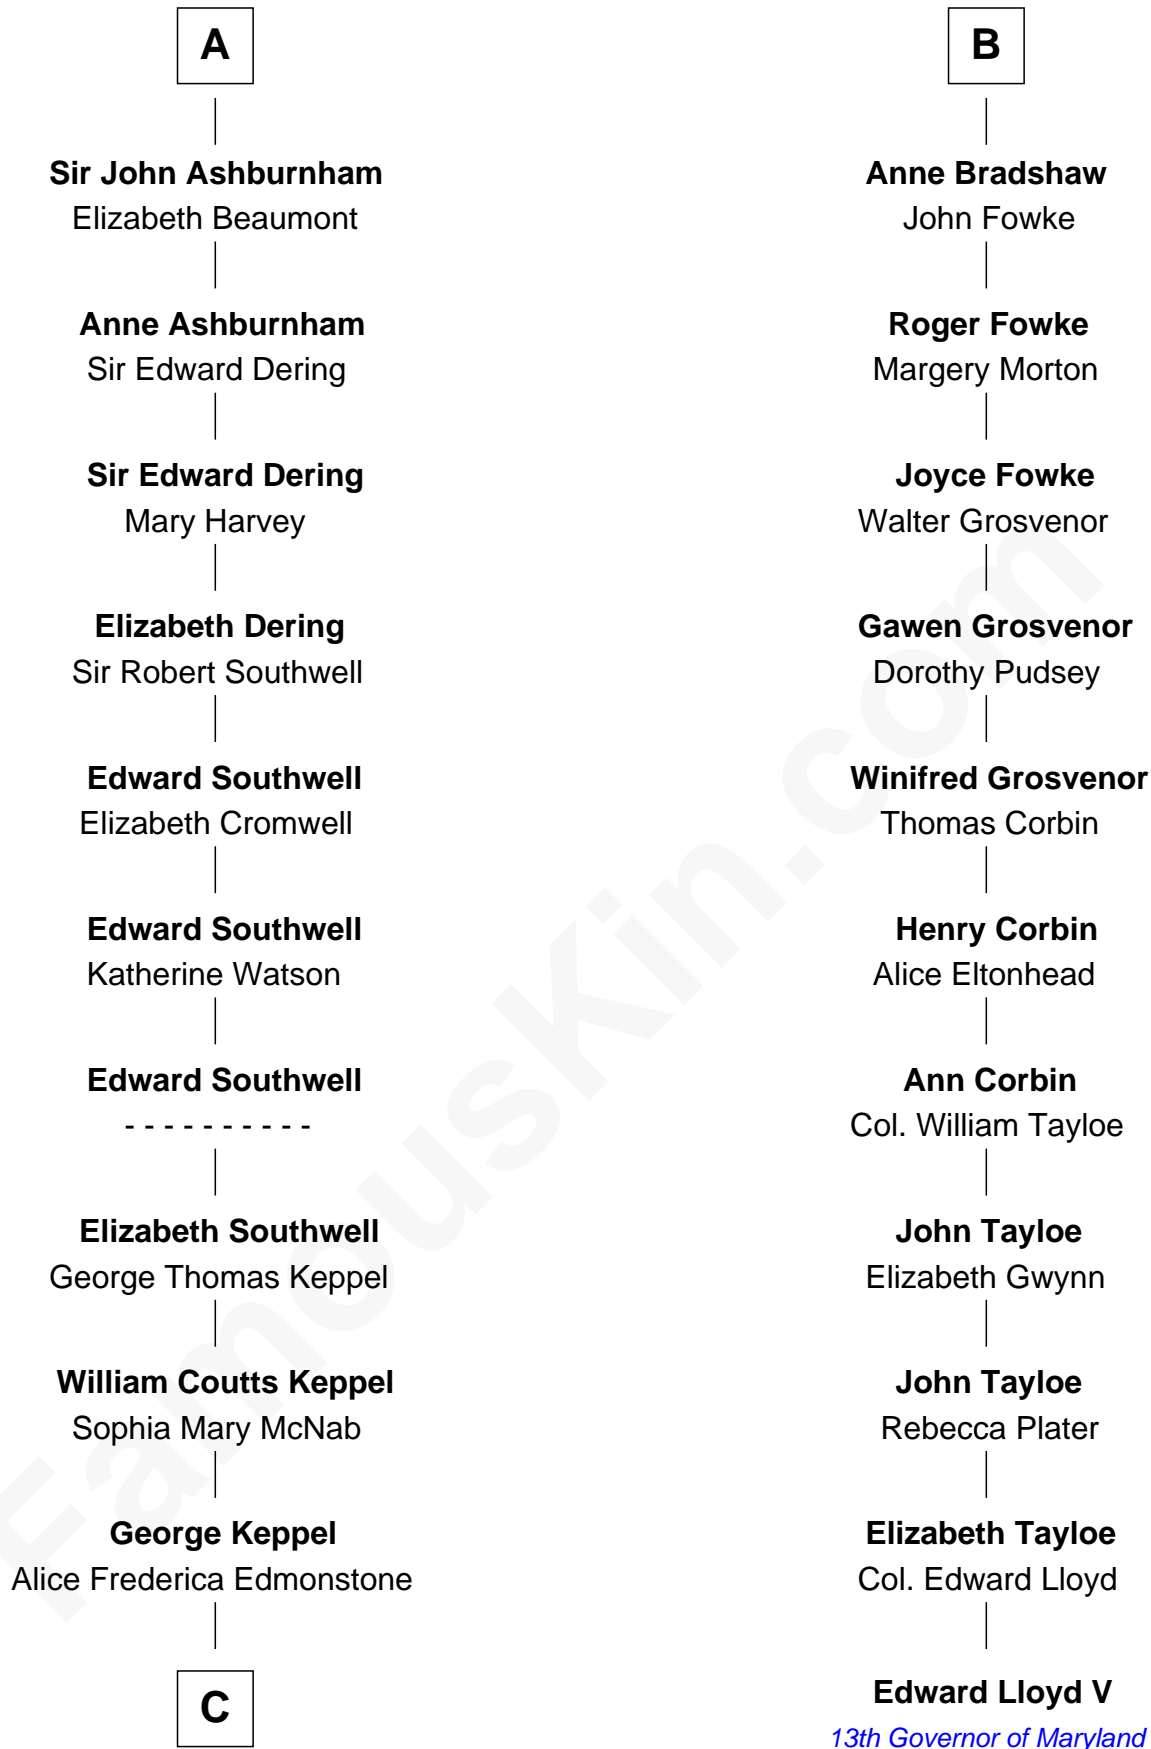 A
Sir John Ashburnham
Elizabeth Beaumont
Anne Ashburnham
Sir Edward Dering
Sir Edward Dering
Mary Harvey
Elizabeth Dering
Sir Robert Southwell
Edward Southwell
Elizabeth Cromwell
Edward Southwell
Katherine Watson
Edward Southwell
- - - - - - - - - -
Elizabeth Southwell
George Thomas Keppel
William Coutts Keppel
Sophia Mary McNab
George Keppel
Alice Frederica Edmonstone
C
B
Anne Bradshaw
John Fowke
Roger Fowke
Margery Morton
Joyce Fowke
Walter Grosvenor
Gawen Grosvenor
Dorothy Pudsey
Winifred Grosvenor
Thomas Corbin
Henry Corbin
Alice Eltonhead
Ann Corbin
Col. William Tayloe
John Tayloe
Elizabeth Gwynn
John Tayloe
Rebecca Plater
Elizabeth Tayloe
Col. Edward Lloyd
Edward Lloyd V
13th Governor of Maryland
FamousKin.com